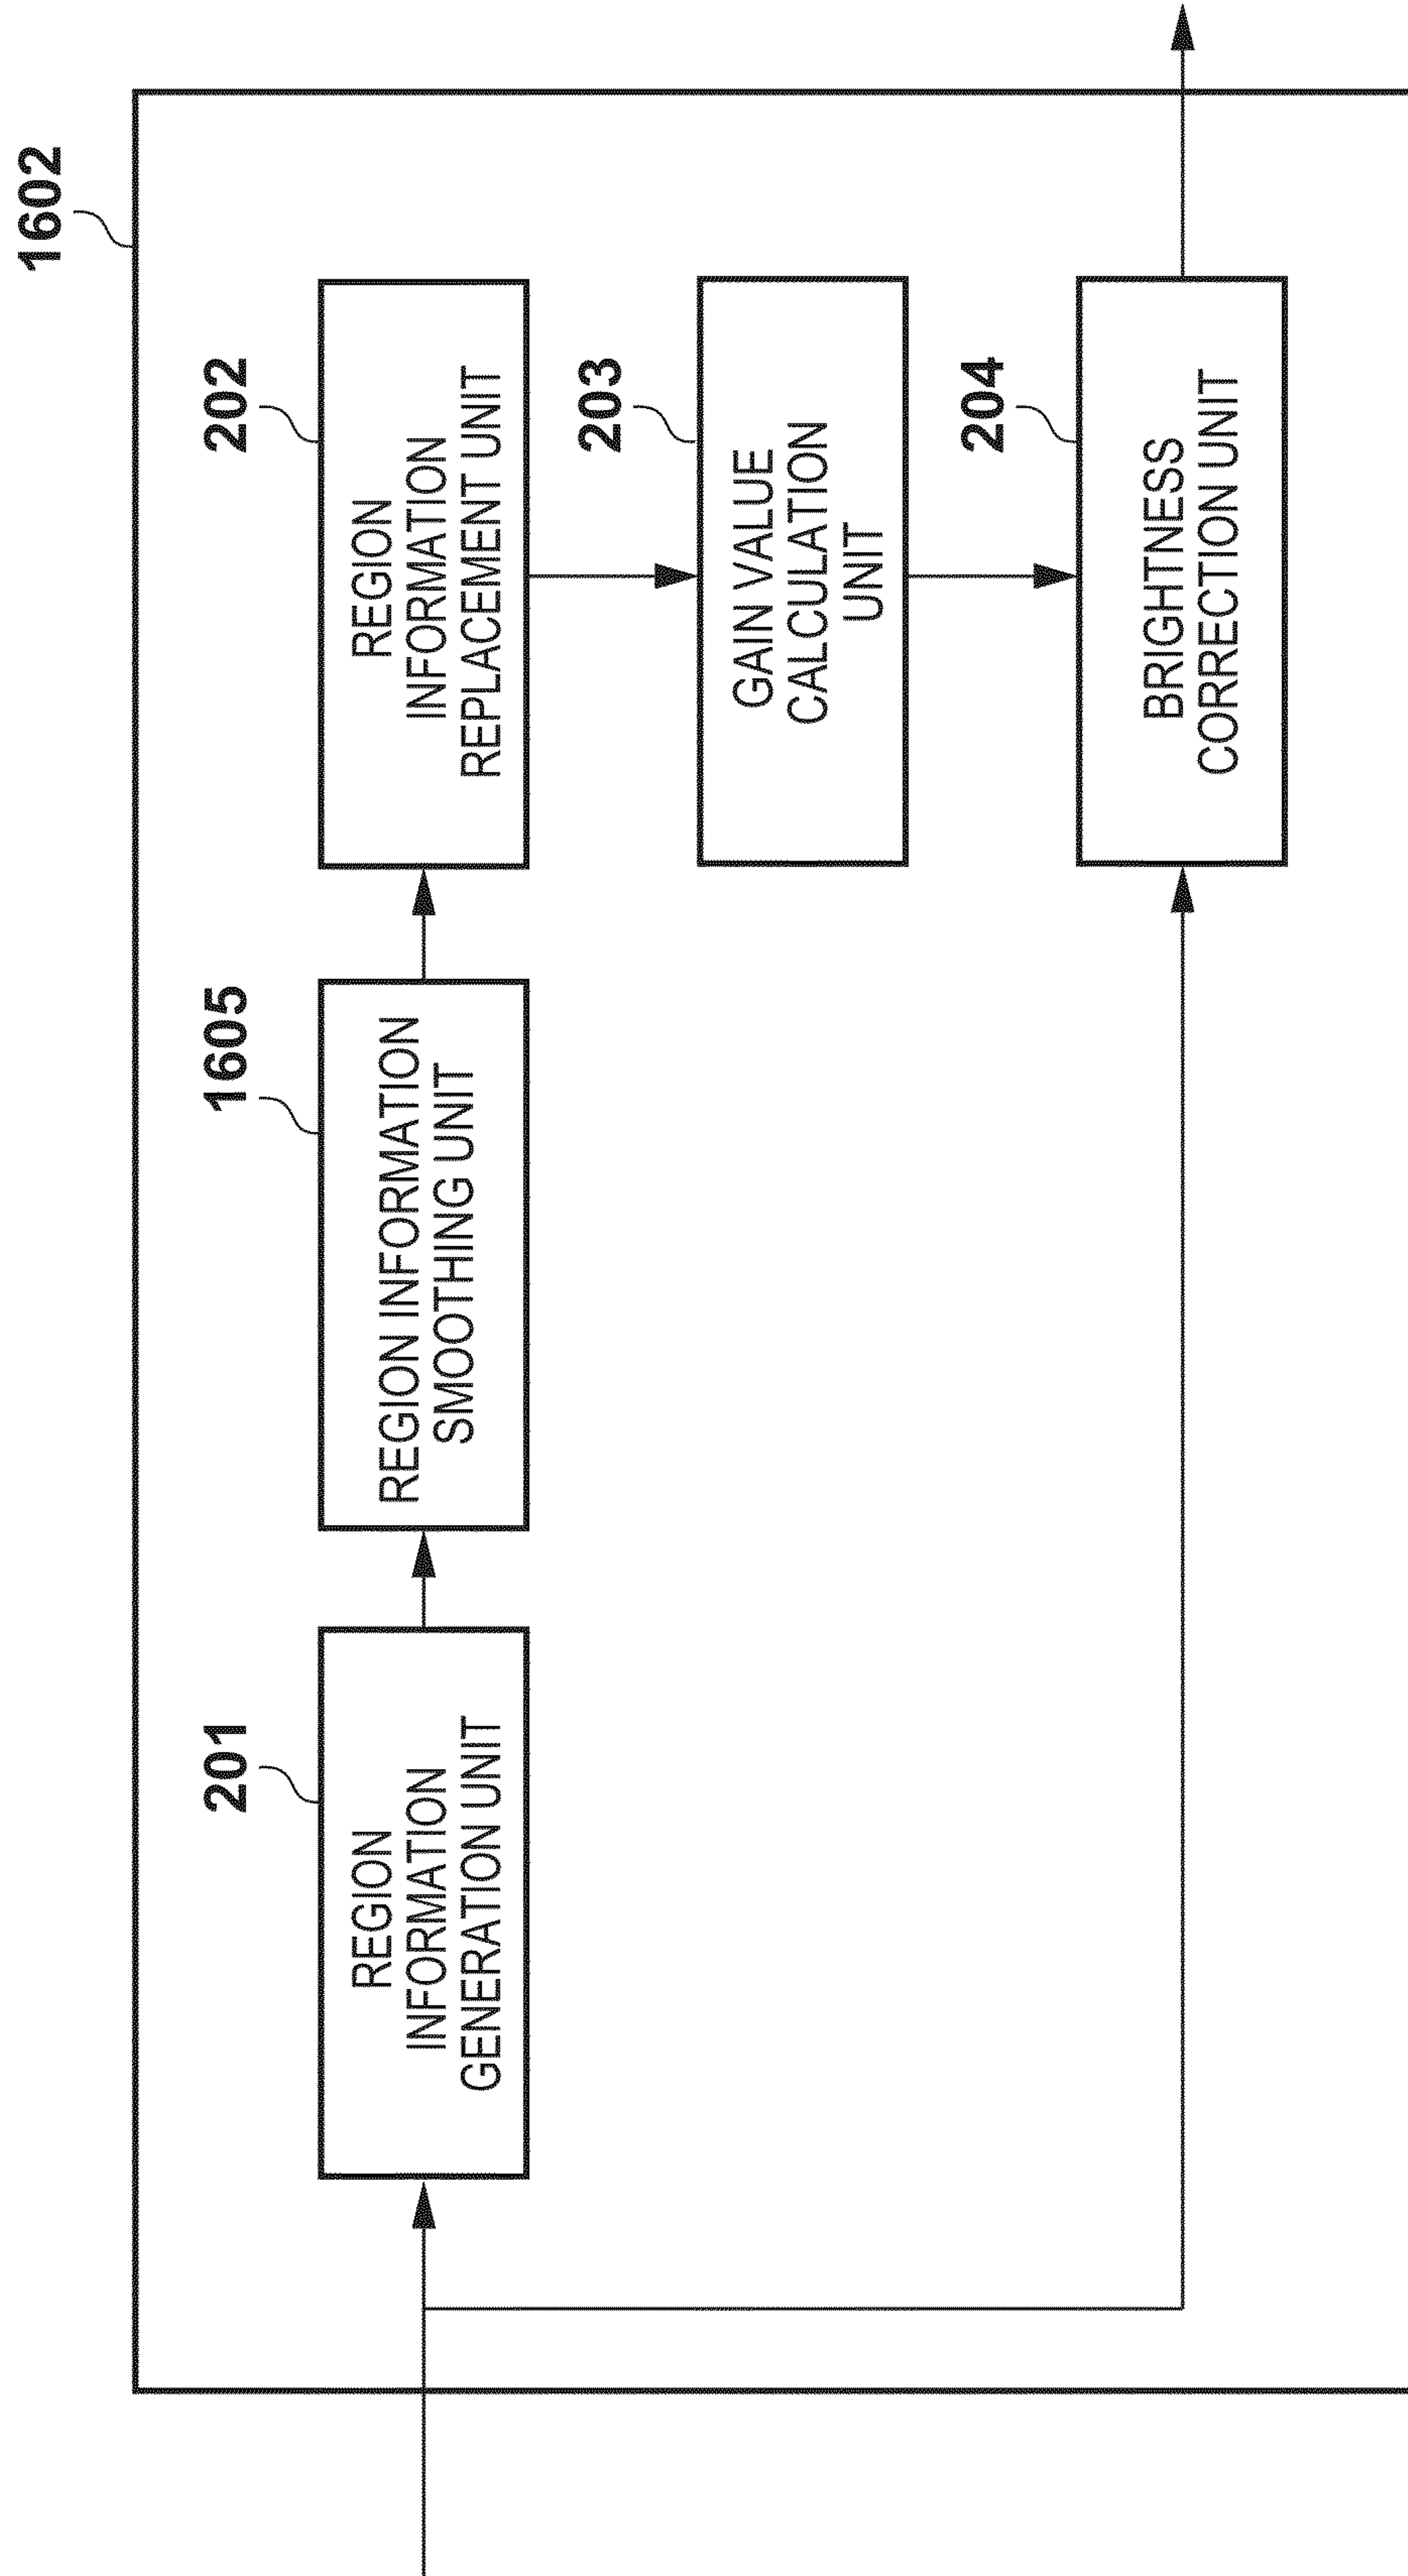 1602
201
REGION
INFORMATION
GENERATION UNIT
1605
REGION INFORMATION
SMOOTHING UNIT
202
REGION
INFORMATION
REPLACEMENT UNIT
203
GAIN VALUE
CALCULATION
UNIT
204
BRIGHTNESS
CORRECTION UNIT